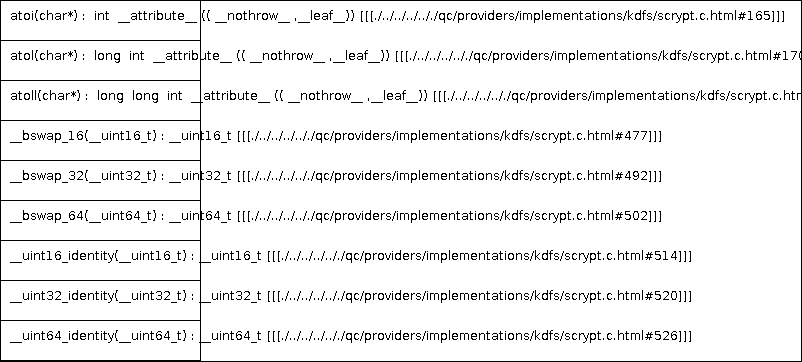 atoi(char*) : int __attribute__ (( __nothrow__ ,__leaf__)) [[[./../../../../../qc/providers/implementations/kdfs/scrypt.c.html#165]]]
atol(char*) : long int __attribute__ (( __nothrow__ ,__leaf__)) [[[./../../../../../qc/providers/implementations/kdfs/scrypt.c.html#170
atoll(char*) : long long int __attribute__ (( __nothrow__ ,__leaf__)) [[[./../../../../../qc/providers/implementations/kdfs/scrypt.c.htm
__bswap_16(__uint16_t) : __uint16_t [[[./../../../../../qc/providers/implementations/kdfs/scrypt.c.html#477]]]
__bswap_32(__uint32_t) : __uint32_t [[[./../../../../../qc/providers/implementations/kdfs/scrypt.c.html#492]]]
__bswap_64(__uint64_t) : __uint64_t [[[./../../../../../qc/providers/implementations/kdfs/scrypt.c.html#502]]]
__uint16_identity(__uint16_t) : __uint16_t [[[./../../../../../qc/providers/implementations/kdfs/scrypt.c.html#514]]]
__uint32_identity(__uint32_t) : __uint32_t [[[./../../../../../qc/providers/implementations/kdfs/scrypt.c.html#520]]]
__uint64_identity(__uint64_t) : __uint64_t [[[./../../../../../qc/providers/implementations/kdfs/scrypt.c.html#526]]]